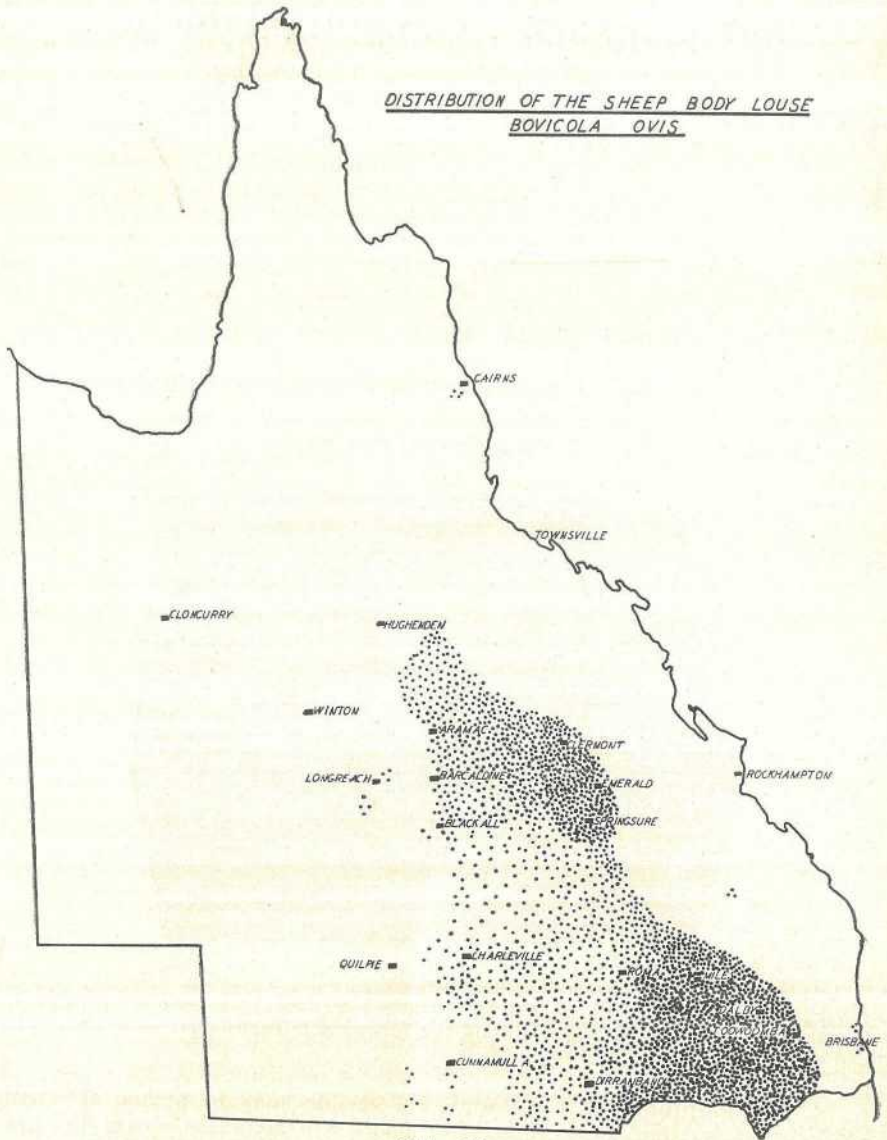 DISTRIBUTION OF THE SHEEP BODY LOUSE
BOVICOLA OVIS
CAIRNS
TOWNSVILLE
CLONCURRY
HUGHENDEN
WINTON
ARAMAC
CLERMONT
LONGREACH
BARCALDINE
EMERALD
ROCKHAMPTON
BLACKALL
SPRINGSURE
QUILPIE
CHARLEVILLE
ROMA
TOOWOOMBA
BRISBANE
CUNNAMULLA
DIRRANBANDI